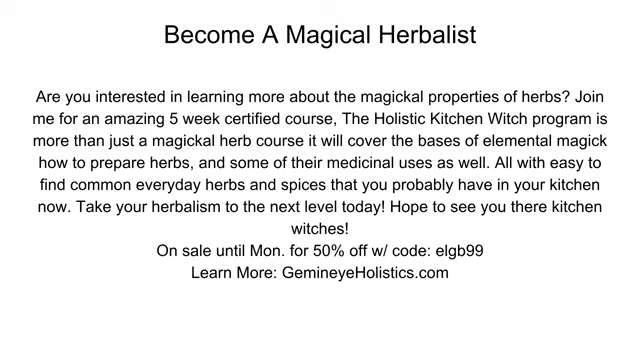 Become A Magical Herbalist
Are you interested in learning more about the magickal properties of herbs? Join
me for an amazing 5 week certified course, The Holistic Kitchen Witch program is
more than just a magickal herb course it will cover the bases of elemental magick
how to prepare herbs, and some of their medicinal uses as well. All with easy to
find common everyday herbs and spices that you probably have in your kitchen
now. Take your herbalism to the next level today! Hope to see you there kitchen
witches!
On sale until Mon. for 50% off w/ code: elgb99
Learn More: GemineyeHolistics.com